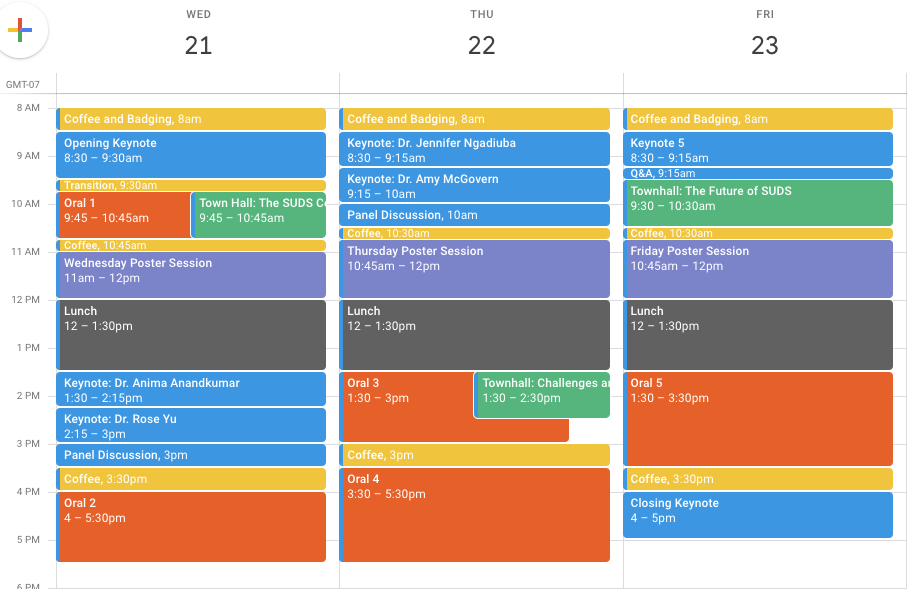 WED
21
THU
22
FRI
23
GMT-07
8 AM
9 AM
10 AM
11 AM
12 PM
1 PM
2 PM
3 PM
4 PM
5 PM
6 PM
Coffee and Badging, 8am
Opening Keynote
8:30 – 9:30am
Transition, 9:30am
Oral 1
9:45 – 10:45am
Town Hall: The SUDS Co
9:45 – 10:45am
Coffee, 10:45am
Wednesday Poster Session
11am – 12pm
Lunch
12 – 1:30pm
Keynote: Dr. Anima Anandkumar
1:30 – 2:15pm
Keynote: Dr. Rose Yu
2:15 – 3pm
Panel Discussion, 3pm
Coffee, 3:30pm
Oral 2
4 – 5:30pm
Coffee and Badging, 8am
Keynote: Dr. Jennifer Ngadiuba
8:30 – 9:15am
Keynote: Dr. Amy McGovern
9:15 – 10am
Panel Discussion, 10am
Coffee, 10:30am
Thursday Poster Session
10:45am – 12pm
Lunch
12 – 1:30pm
Oral 3
1:30 – 3pm
Townhall: Challenges a
1:30 – 2:30pm
Coffee, 3pm
Oral 4
3:30 – 5:30pm
Coffee and Badging, 8am
Keynote 5
8:30 – 9:15am
Q&A, 9:15am
Townhall: The Future of SUDS
9:30 – 10:30am
Coffee, 10:30am
Friday Poster Session
10:45am – 12pm
Lunch
12 – 1:30pm
Oral 5
1:30 – 3:30pm
Coffee, 3:30pm
Closing Keynote
4 – 5pm